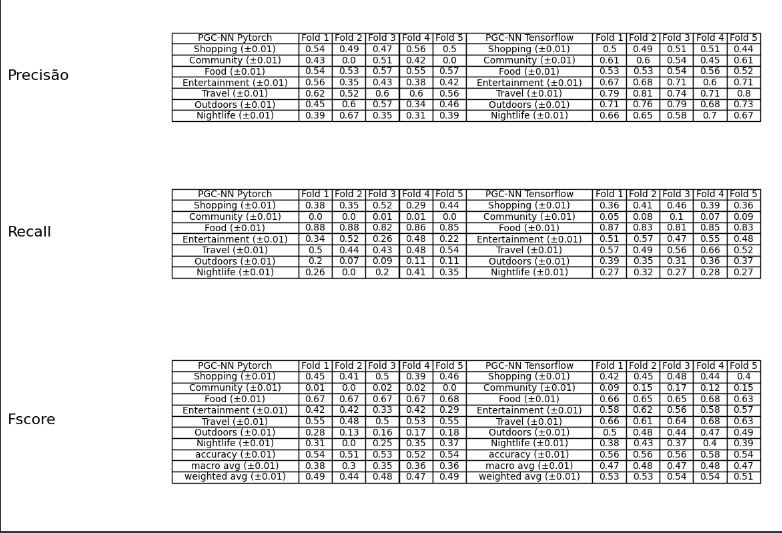 Precisão
PGC-NN Pytorch Fold 1 Fold 2 Fold 3 Fold 4 Fold 5 PGC-NN Tensorflow Fold 1 Fold 2 Fold 3 Fold 4 Fold 5
Shopping (±0.01) 0.54 0.49 0.47 0.56 0.5 Shopping (±0.01) 0.5 0.49 0.51 0.51 0.44
Community (±0.01) 0.43 0.0 0.51 0.42 0.0 Community (±0.01) 0.61 0.6 0.54 0.45 0.61
Food (±0.01) 0.54 0.53 0.57 0.55 0.57 Food (±0.01) 0.53 0.53 0.54 0.56 0.52
Entertainment (±0.01) 0.56 0.35 0.43 0.38 0.42 Entertainment (±0.01) 0.67 0.68 0.71 0.6 0.71
Travel (±0.01) 0.62 0.52 0.6 0.6 0.56 Travel (±0.01) 0.79 0.81 0.74 0.71 0.8
Outdoors (±0.01) 0.45 0.6 0.57 0.34 0.46 Outdoors (±0.01) 0.71 0.76 0.79 0.68 0.73
Nightlife (±0.01) 0.39 0.67 0.35 0.31 0.39 Nightlife (±0.01) 0.66 0.65 0.58 0.7 0.67
Recall
PGC-NN Pytorch Fold 1 Fold 2 Fold 3 Fold 4 Fold 5 PGC-NN Tensorflow Fold 1 Fold 2 Fold 3 Fold 4 Fold 5
Shopping (±0.01) 0.38 0.35 0.52 0.29 0.44 Shopping (±0.01) 0.36 0.41 0.46 0.39 0.36
Community (±0.01) 0.0 0.0 0.01 0.01 0.0 Community (±0.01) 0.05 0.08 0.1 0.07 0.09
Food (±0.01) 0.88 0.88 0.82 0.86 0.85 Food (±0.01) 0.87 0.83 0.81 0.85 0.83
Entertainment (±0.01) 0.34 0.52 0.26 0.48 0.22 Entertainment (±0.01) 0.51 0.57 0.47 0.55 0.48
Travel (±0.01) 0.5 0.44 0.43 0.48 0.54 Travel (±0.01) 0.57 0.49 0.56 0.66 0.52
Outdoors (±0.01) 0.2 0.07 0.09 0.11 0.11 Outdoors (±0.01) 0.39 0.35 0.31 0.36 0.37
Nightlife (±0.01) 0.26 0.0 0.2 0.41 0.35 Nightlife (±0.01) 0.27 0.32 0.27 0.28 0.27
Fscore
PGC-NN Pytorch Fold 1 Fold 2 Fold 3 Fold 4 Fold 5 PGC-NN Tensorflow Fold 1 Fold 2 Fold 3 Fold 4 Fold 5
Shopping (±0.01) 0.45 0.41 0.5 0.39 0.46 Shopping (±0.01) 0.42 0.45 0.48 0.44 0.4
Community (±0.01) 0.01 0.0 0.02 0.02 0.0 Community (±0.01) 0.09 0.15 0.17 0.12 0.15
Food (±0.01) 0.67 0.67 0.67 0.67 0.68 Food (±0.01) 0.66 0.65 0.65 0.68 0.63
Entertainment (±0.01) 0.42 0.42 0.33 0.42 0.29 Entertainment (±0.01) 0.58 0.62 0.56 0.58 0.57
Travel (±0.01) 0.55 0.48 0.5 0.53 0.55 Travel (±0.01) 0.66 0.61 0.64 0.68 0.63
Outdoors (±0.01) 0.28 0.13 0.16 0.17 0.18 Outdoors (±0.01) 0.5 0.48 0.44 0.47 0.49
Nightlife (±0.01) 0.31 0.0 0.25 0.35 0.37 Nightlife (±0.01) 0.38 0.43 0.37 0.4 0.39
accuracy (±0.01) 0.54 0.51 0.53 0.52 0.54 accuracy (±0.01) 0.56 0.56 0.56 0.58 0.54
macro avg (±0.01) 0.38 0.3 0.35 0.36 0.36 macro avg (±0.01) 0.47 0.48 0.47 0.48 0.47
weighted avg (±0.01) 0.49 0.44 0.48 0.47 0.49 weighted avg (±0.01) 0.53 0.53 0.54 0.54 0.51